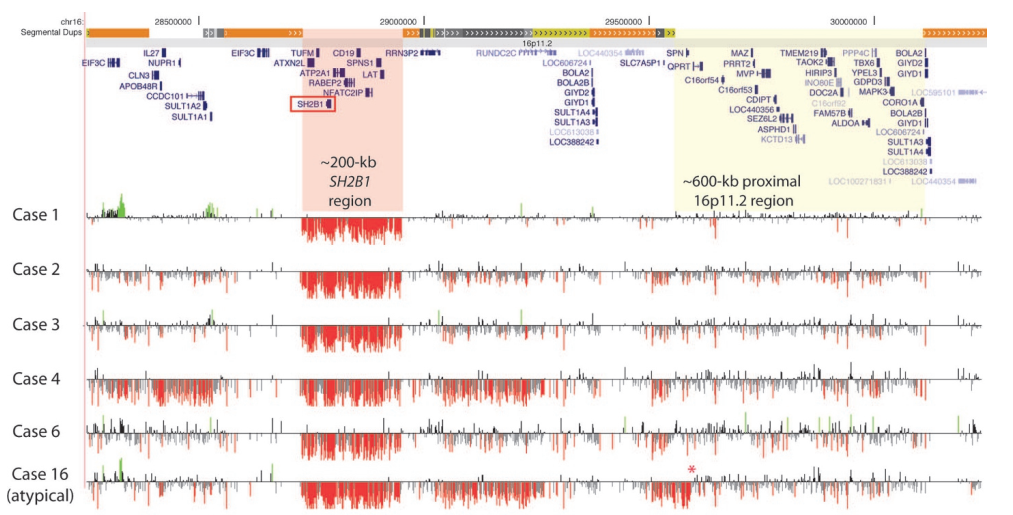 chr16:
28500000
29000000
29500000
30000000
Segmental Dups
16p11.2
IL27 EIF3C TUFM CD19 RRN3P2 RUNDC2C LOC440354 SPN MAZ TMEM219 PPP4C BOLA2
EIF3C NUPR1 ATXN2L SPNS1 LOC606724 SLC7A5P1 QPRT PRRT2 TAOK2 TBX6 GIYD2
CLN3 ATP2A1 LAT BOLA2 MVP HIRIP3 YPEL3 GIYD1
APOB48R RABEP2 BOLA2B C16orf54 INO80E GDPD3
CCDC101 NFATC2IP GIYD2 C16orf53 DOC2A MAPK3 LOC595101
SULT1A2 SH2B1 GIYD1 CDIPT C16orf92 CORO1A
SULT1A1 SULT1A4 LOC440356 FAM57B BOLA2B
SULT1A3 SEZ6L2 ALDOA GIYD1
LOC613038 ASPHD1 LOC606724
LOC388242 KCTD13 SULT1A3
SULT1A4
LOC613038
LOC388242
LOC100271831 LOC440354
~200-kb
SH2B1
region
~600-kb proximal
16p11.2 region
Case 1
Case 2
Case 3
Case 4
Case 6
Case 16
(atypical)
*